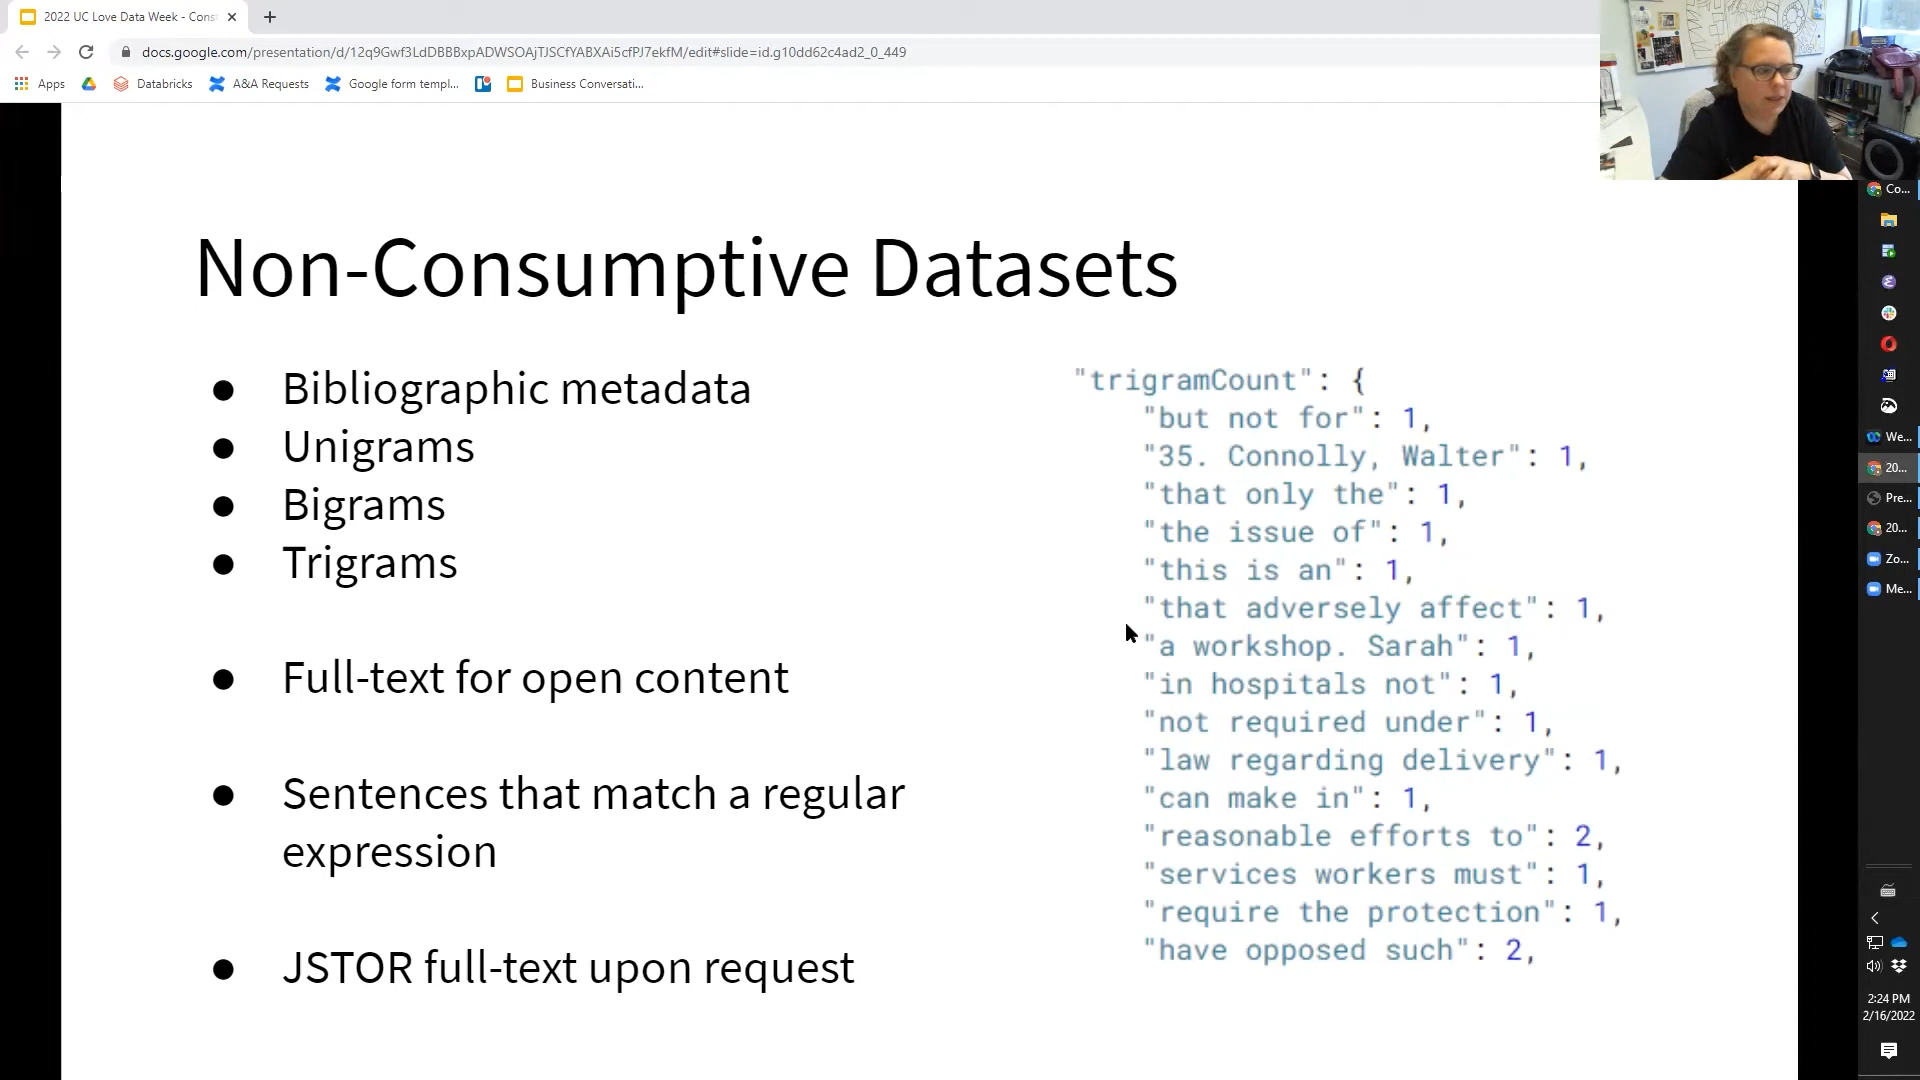 2022 UC Love Data Week - Const
docs.google.com/presentation/d/12q9Gwf3LdDBBBxpADWSOAjTJSCfYABXAi5cfPJ7ekfM/edit#slide=id.g10dd62c4ad2_0_449
Apps Databricks A&A Requests Google form templ... Business Conversati...
Non-Consumptive Datasets
● Bibliographic metadata
● Unigrams
● Bigrams
● Trigrams
● Full-text for open content
● Sentences that match a regular
expression
● JSTOR full-text upon request
"trigramCount": {
"but not for": 1,
"35. Connolly, Walter": 1,
"that only the": 1,
"the issue of": 1,
"this is an": 1,
"that adversely affect": 1,
"a workshop. Sarah": 1,
"in hospitals not": 1,
"not required under": 1,
"law regarding delivery": 1,
"can make in": 1,
"reasonable efforts to": 2,
"services workers must": 1,
"require the protection": 1,
"have opposed such": 2,
Co...
We...
20...
Pre...
20...
Zo...
Me...
2:24 PM
2/16/2022